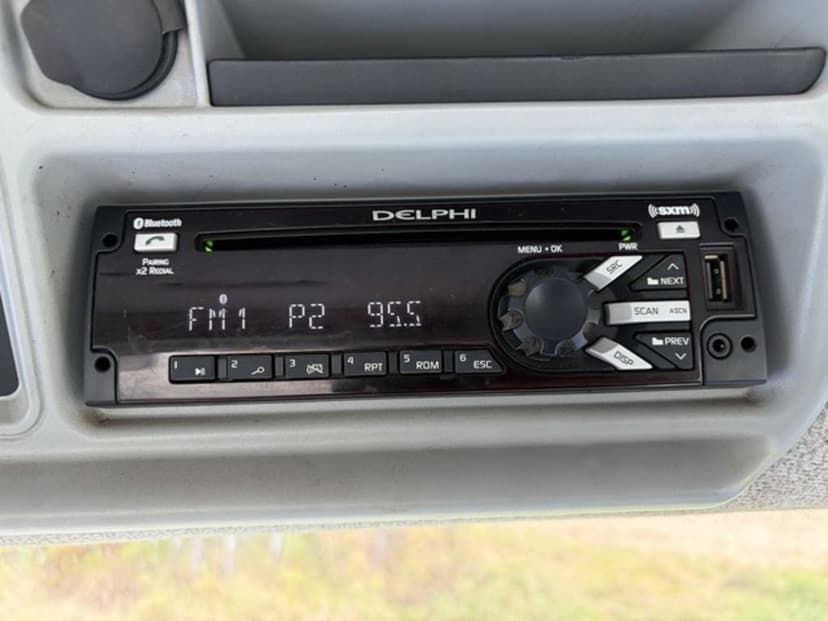 Bluetooth
DELPHI
sxm
PAIRING
x2 REDIAL
MENU • OK
PWR
SRC
NEXT
FM1 P2 95.5
SCAN ASCN
PREV
DISP
1 2 3 4 RPT 5 RDM 6 ESC